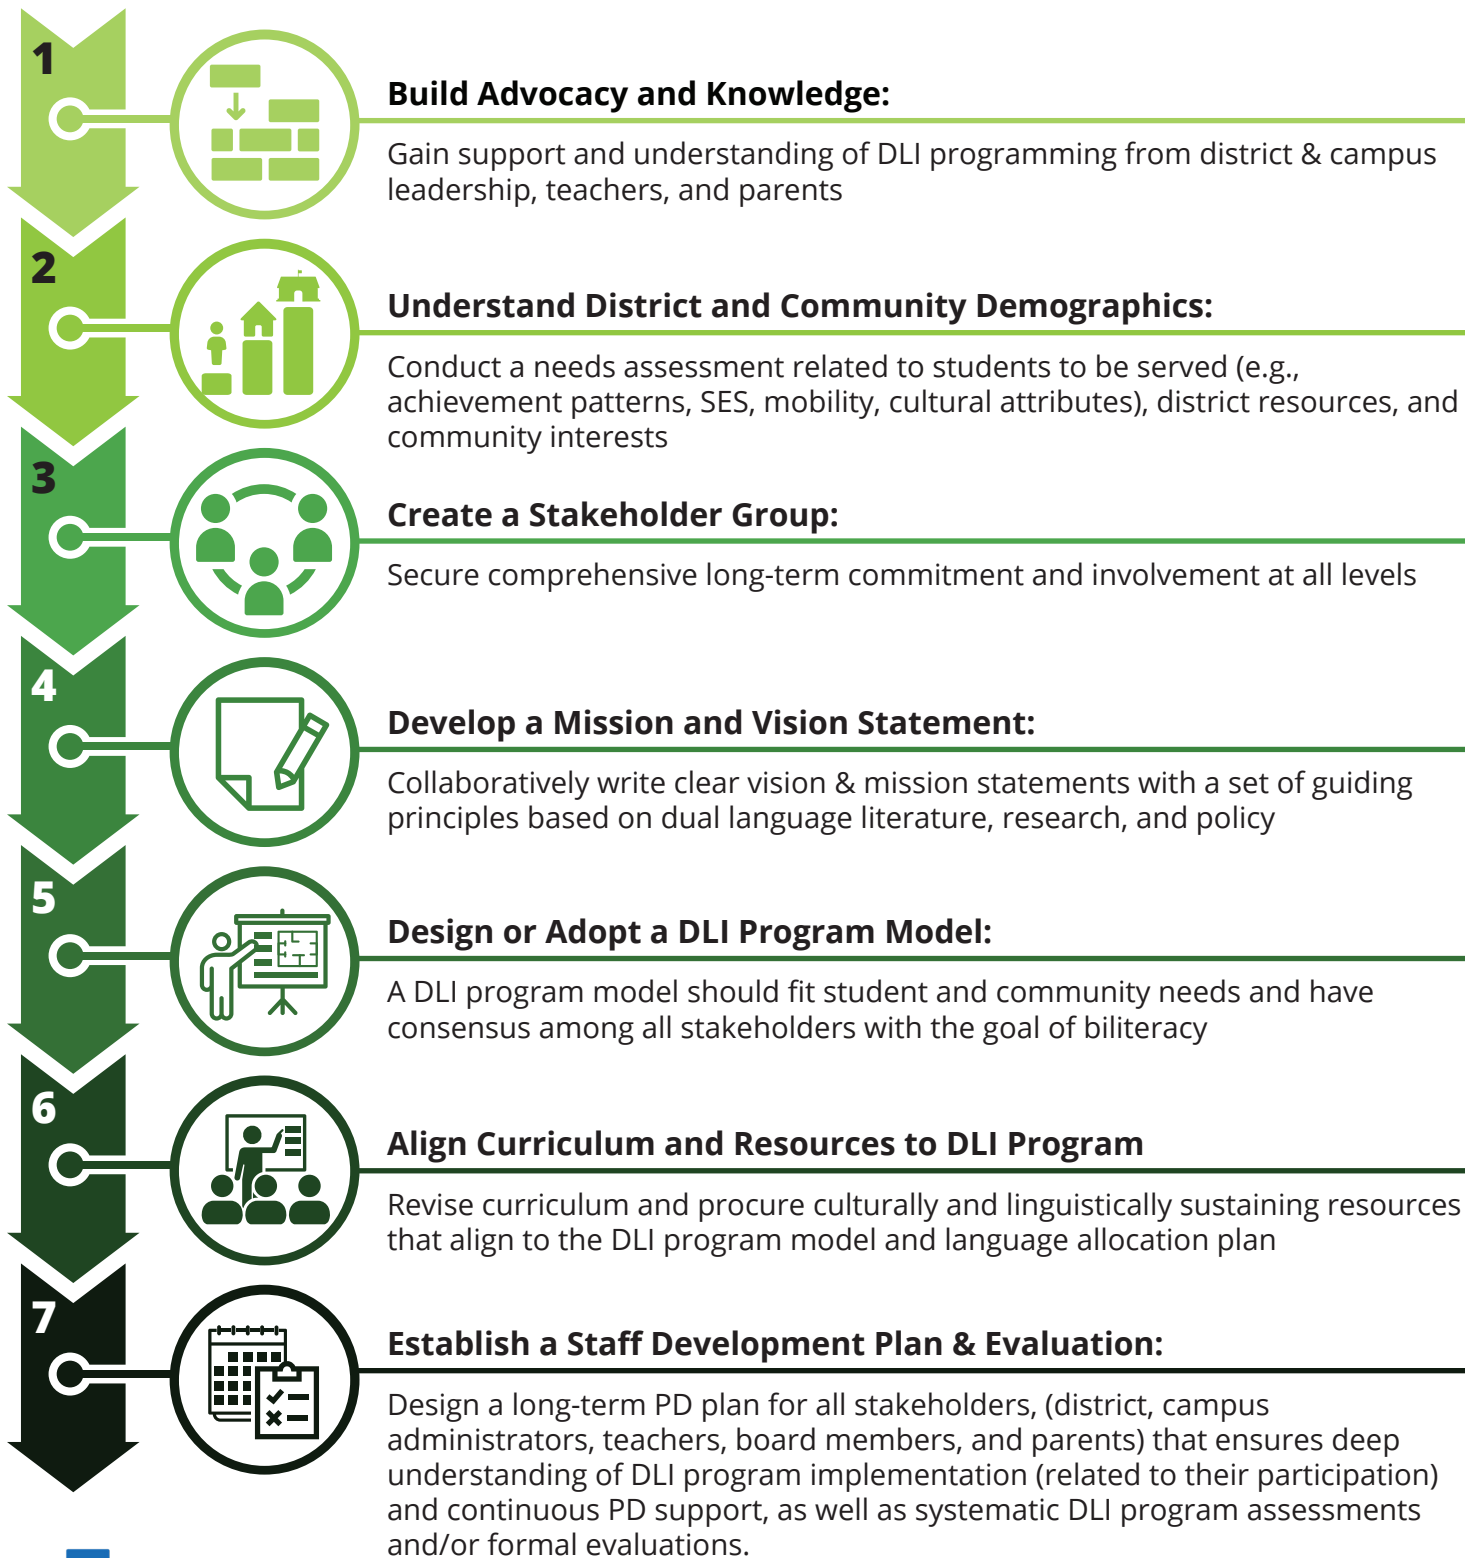 1
Build Advocacy and Knowledge:
Gain support and understanding of DLI programming from district & campus
leadership, teachers, and parents
2
Understand District and Community Demographics:
Conduct a needs assessment related to students to be served (e.g.,
achievement patterns, SES, mobility, cultural attributes), district resources, and
community interests
3
Create a Stakeholder Group:
Secure comprehensive long-term commitment and involvement at all levels
4
Develop a Mission and Vision Statement:
Collaboratively write clear vision & mission statements with a set of guiding
principles based on dual language literature, research, and policy
5
Design or Adopt a DLI Program Model:
A DLI program model should fit student and community needs and have
consensus among all stakeholders with the goal of biliteracy
6
Align Curriculum and Resources to DLI Program
Revise curriculum and procure culturally and linguistically sustaining resources
that align to the DLI program model and language allocation plan
7
Establish a Staff Development Plan & Evaluation:
Design a long-term PD plan for all stakeholders, (district, campus
administrators, teachers, board members, and parents) that ensures deep
understanding of DLI program implementation (related to their participation)
and continuous PD support, as well as systematic DLI program assessments
and/or formal evaluations.